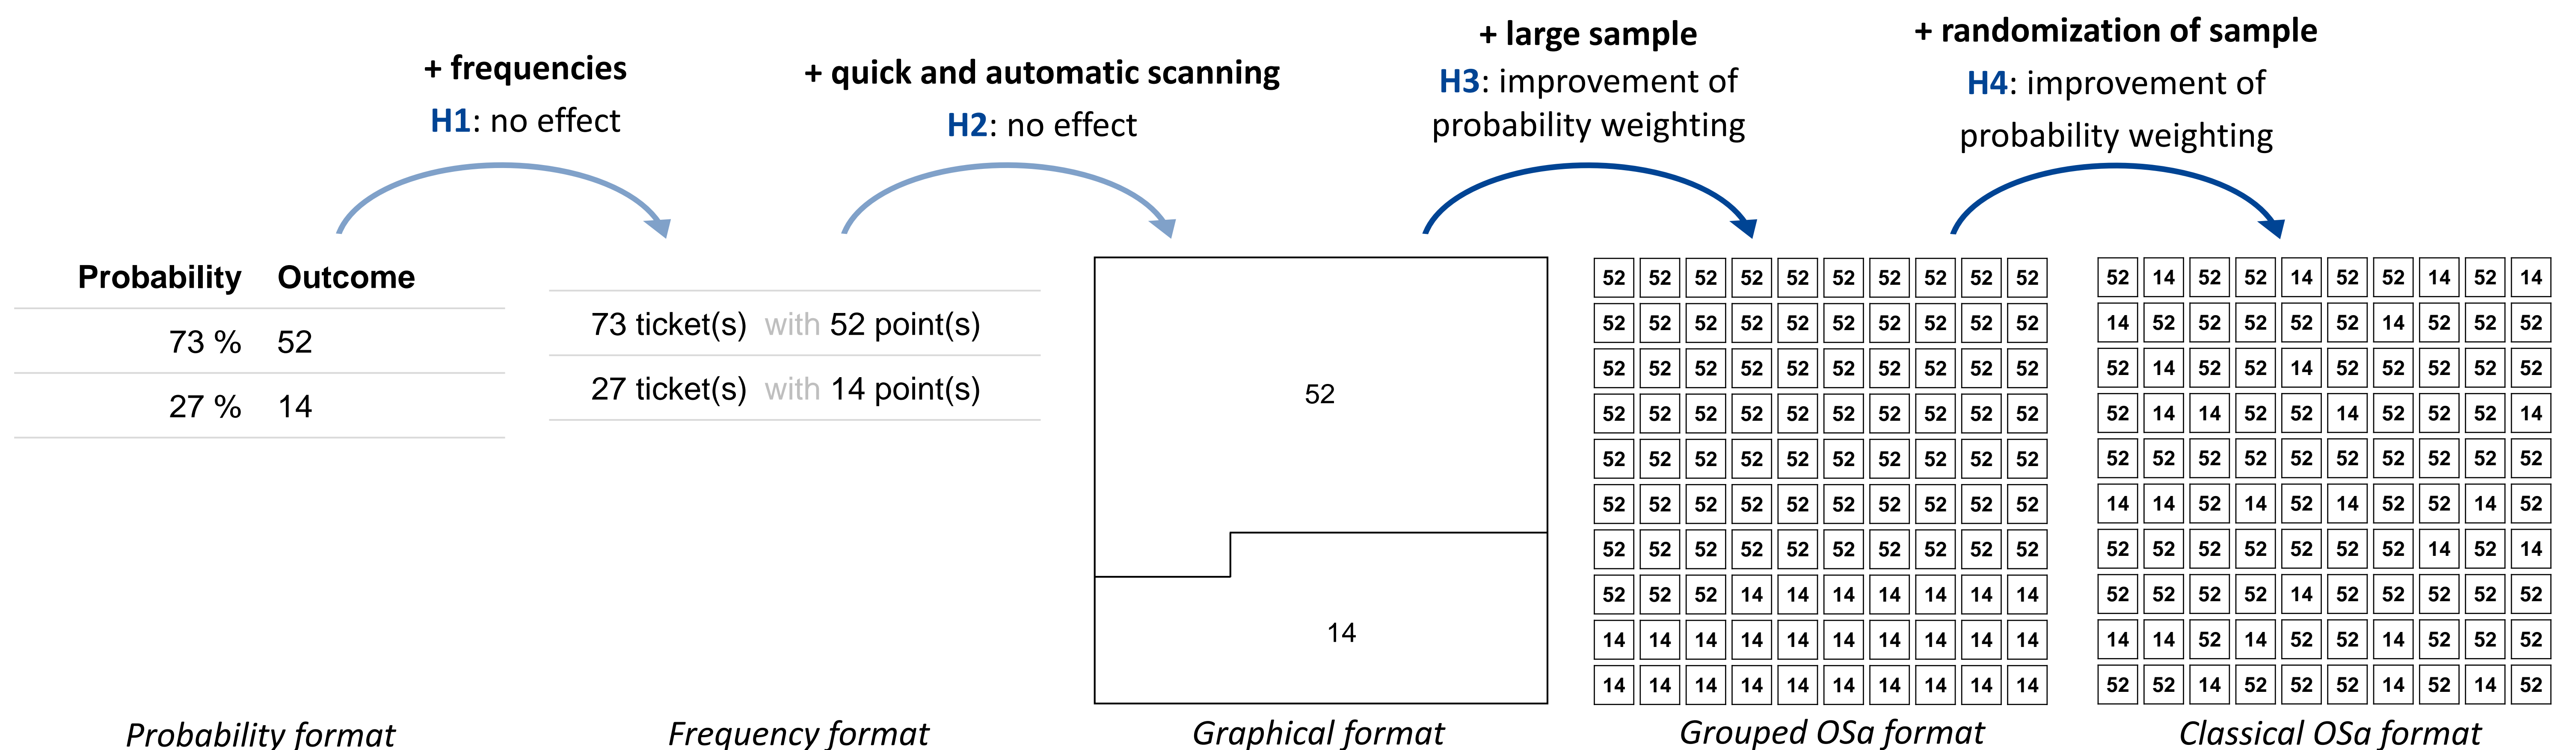 + frequencies
H1: no effect
+ quick and automatic scanning
H2: no effect
+ large sample
H3: improvement of
probability weighting
+ randomization of sample
H4: improvement of
probability weighting
Probability Outcome
73 % 52
27 % 14
Probability format
73 ticket(s) with 52 point(s)
27 ticket(s) with 14 point(s)
Frequency format
52
14
Graphical format
52 52 52 52 52 52 52 52 52 52
52 52 52 52 52 52 52 52 52 52
52 52 52 52 52 52 52 52 52 52
52 52 52 52 52 52 52 52 52 52
52 52 52 52 52 52 52 52 52 52
52 52 52 52 52 52 52 52 52 52
52 52 52 52 52 52 52 52 52 52
52 52 52 14 14 14 14 14 14 14
14 14 14 14 14 14 14 14 14 14
14 14 14 14 14 14 14 14 14 14
Grouped OSa format
52 14 52 52 14 52 52 14 52 14
14 52 52 52 52 52 14 52 52 52
52 14 52 52 14 52 52 52 52 52
52 14 14 52 52 14 52 52 52 14
52 52 52 52 52 52 52 52 52 52
14 14 52 14 52 14 52 52 14 52
52 52 52 52 52 52 52 14 52 14
52 52 52 52 14 52 52 52 52 52
14 14 52 14 52 52 14 52 52 52
52 52 14 52 52 52 14 52 14 52
Classical OSa format